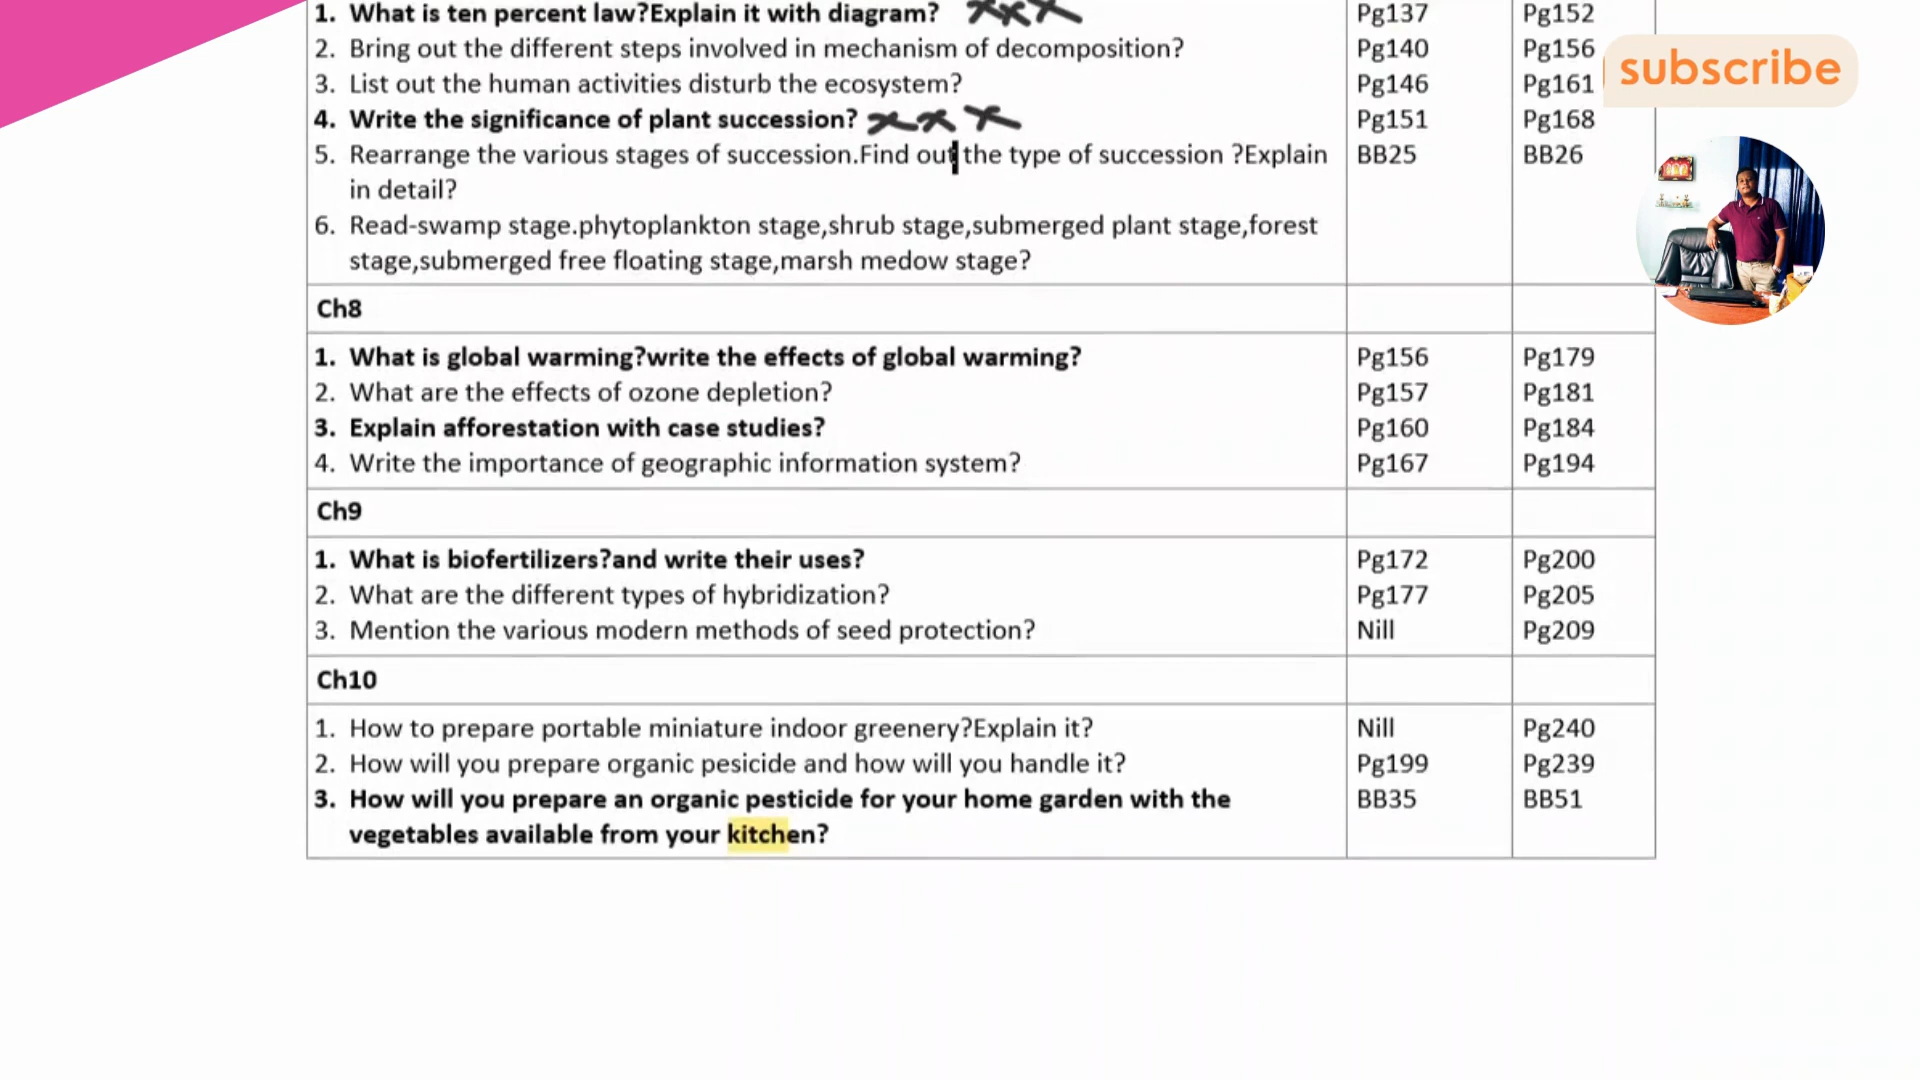 1. What is ten percent law?Explain it with diagram? Pg137 Pg152
2. Bring out the different steps involved in mechanism of decomposition? Pg140 Pg156
subscribe
3. List out the human activities disturb the ecosystem? Pg146 Pg161
4. Write the significance of plant succession? Pg151 Pg168
5. Rearrange the various stages of succession.Find out the type of succession ?Explain BB25 BB26
in detail?
6. Read-swamp stage.phytoplankton stage,shrub stage,submerged plant stage,forest
stage,submerged free floating stage,marsh medow stage?
Ch8
1. What is global warming?write the effects of global warming? Pg156 Pg179
2. What are the effects of ozone depletion? Pg157 Pg181
3. Explain afforestation with case studies? Pg160 Pg184
4. Write the importance of geographic information system? Pg167 Pg194
Ch9
1. What is biofertilizers?and write their uses? Pg172 Pg200
2. What are the different types of hybridization? Pg177 Pg205
3. Mention the various modern methods of seed protection? Nill Pg209
Ch10
1. How to prepare portable miniature indoor greenery?Explain it? Nill Pg240
2. How will you prepare organic pesicide and how will you handle it? Pg199 Pg239
3. How will you prepare an organic pesticide for your home garden with the BB35 BB51
vegetables available from your kitchen?